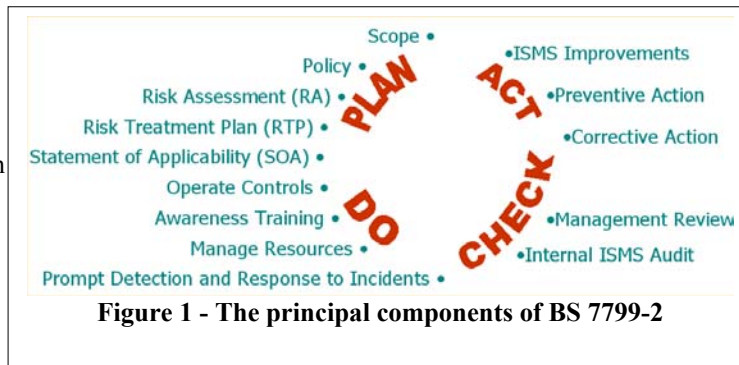 Scope •
Policy •
Risk Assessment (RA) •
Risk Treatment Plan (RTP) •
Statement of Applicability (SOA) •
PLAN
Operate Controls •
Awareness Training •
Manage Resources •
Prompt Detection and Response to Incidents •
DO
•Management Review
•Internal ISMS Audit
CHECK
•ISMS Improvements
•Preventive Action
•Corrective Action
ACT
Figure 1 - The principal components of BS 7799-2